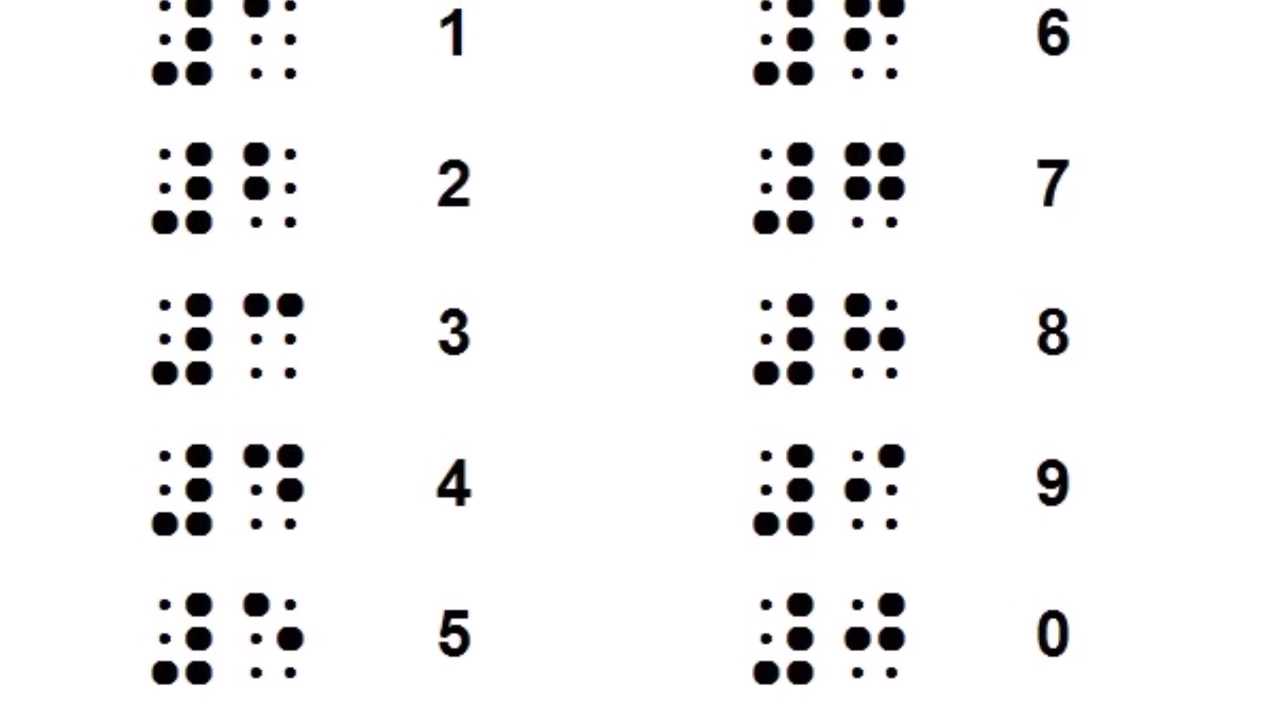 ⠼⠁ 1 ⠼⠋ 6
⠼⠃ 2 ⠼⠛ 7
⠼⠉ 3 ⠼⠓ 8
⠼⠙ 4 ⠼⠊ 9
⠼⠑ 5 ⠼⠚ 0